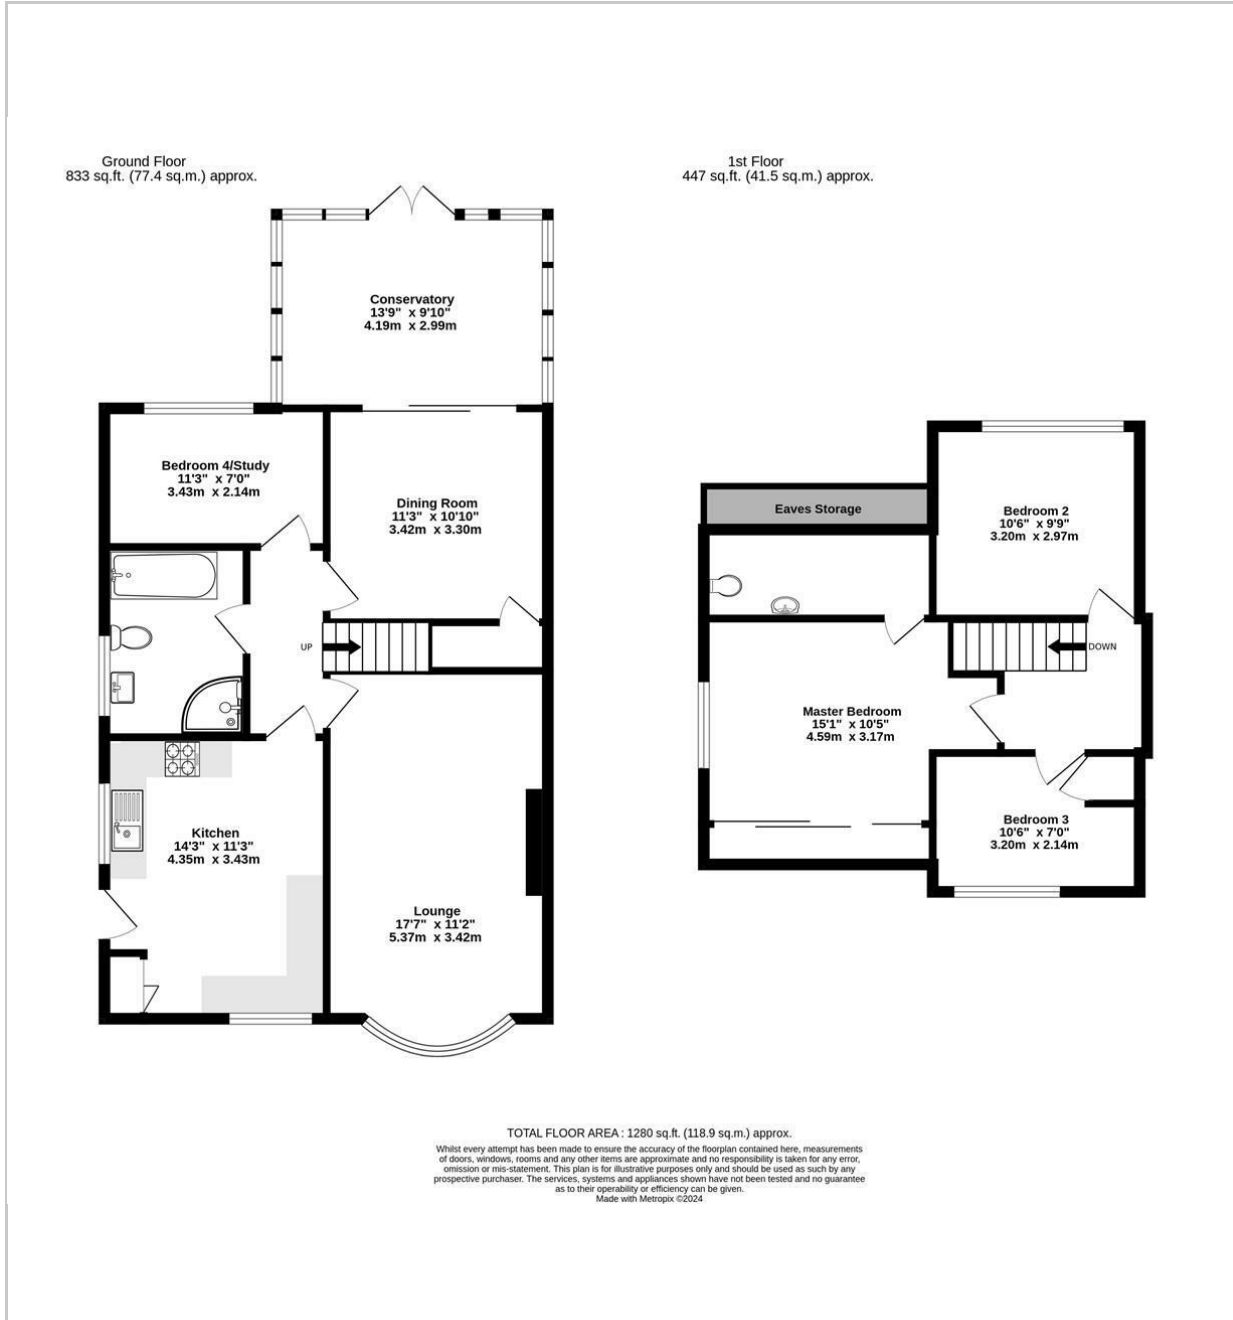 Ground Floor
833 sq.ft. (77.4 sq.m.) approx.
1st Floor
447 sq.ft. (41.5 sq.m.) approx.
Conservatory
13'9" x 9'10"
4.19m x 2.99m
Bedroom 4/Study
11'3" x 7'0"
3.43m x 2.14m
Dining Room
11'3" x 10'10"
3.42m x 3.30m
UP
Kitchen
14'3" x 11'3"
4.35m x 3.43m
Lounge
17'7" x 11'2"
5.37m x 3.42m
Eaves Storage
Bedroom 2
10'6" x 9'9"
3.20m x 2.97m
DOWN
Master Bedroom
15'1" x 10'5"
4.59m x 3.17m
Bedroom 3
10'6" x 7'0"
3.20m x 2.14m
TOTAL FLOOR AREA : 1280 sq.ft. (118.9 sq.m.) approx.
Whilst every attempt has been made to ensure the accuracy of the floorplan contained here, measurements
of doors, windows, rooms and any other items are approximate and no responsibility is taken for any error,
omission or mis-statement. This plan is for illustrative purposes only and should be used as such by any
prospective purchaser. The services, systems and appliances shown have not been tested and no guarantee
as to their operability or efficiency can be given.
Made with Metropix ©2024